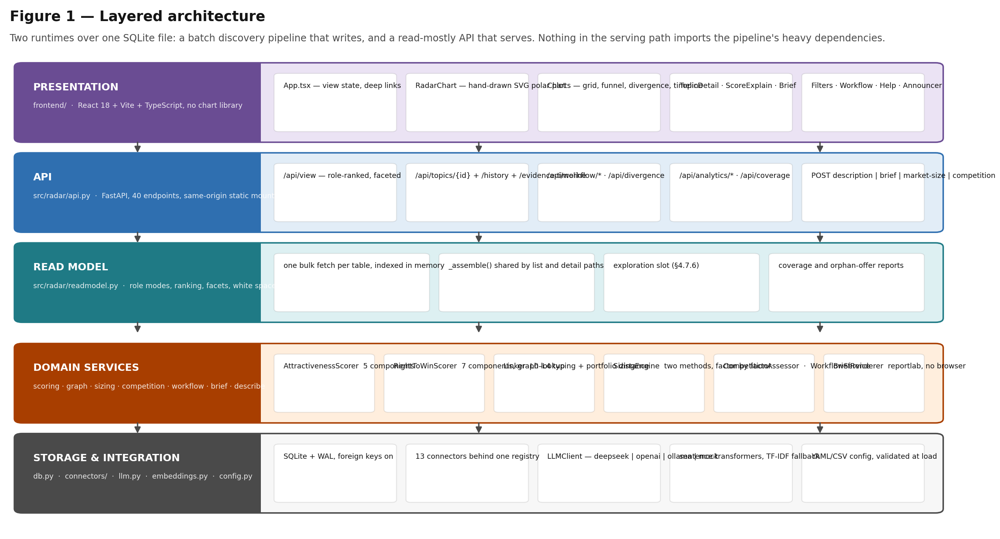 Figure 1 — Layered architecture
Two runtimes over one SQLite file: a batch discovery pipeline that writes, and a read-mostly API that serves. Nothing in the serving path imports the pipeline's heavy dependencies.
PRESENTATION
frontend/ · React 18 + Vite + TypeScript, no chart library
App.tsx — view state, deep links
RadarChart — hand-drawn SVG polar plot
Charts — grid, funnel, divergence, timeline
TopicDetail · ScoreExplain · Brief
Filters · Workflow · Help · Announcer
API
src/radar/api.py · FastAPI, 40 endpoints, same-origin static mount
/api/view — role-ranked, faceted
/api/topics/{id} + /history + /evidence-timeline
/api/workflow/* · /api/divergence
/api/analytics/* · /api/coverage
POST description | brief | market-size | competition
READ MODEL
src/radar/readmodel.py · role modes, ranking, facets, white space
one bulk fetch per table, indexed in memory
_assemble() shared by list and detail paths
exploration slot (§4.7.6)
coverage and orphan-offer reports
DOMAIN SERVICES
scoring · graph · sizing · competition · workflow · brief · describe
AttractivenessScorer 5 components
RightToWinScorer 7 components, graph lookup
Linker L0–L4 typing + portfolio distance
SizingEngine two methods, factor by factor
CompetitionAssessor · WorkflowService
BriefRenderer reportlab, no browser
STORAGE & INTEGRATION
db.py · connectors/ · llm.py · embeddings.py · config.py
SQLite + WAL, foreign keys on
13 connectors behind one registry
LLMClient — deepseek | openai | ollama | mock
sentence-transformers, TF-IDF fallback
YAML/CSV config, validated at load